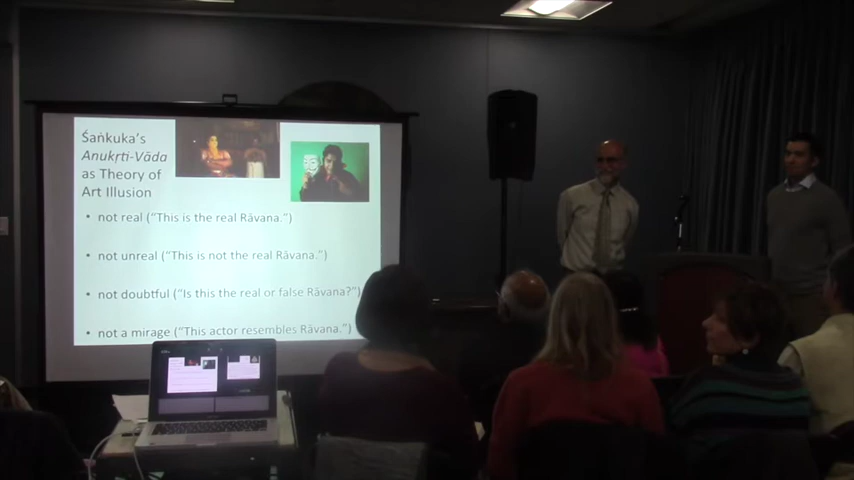 Śaṅkuka's
Anukṛti-Vāda
as Theory of
Art Illusion
• not real ("This is the real Rāvana.")
• not unreal ("This is not the real Rāvana.")
• not doubtful ("Is this the real or false Rāvana?")
• not a mirage ("This actor resembles Rāvana.")